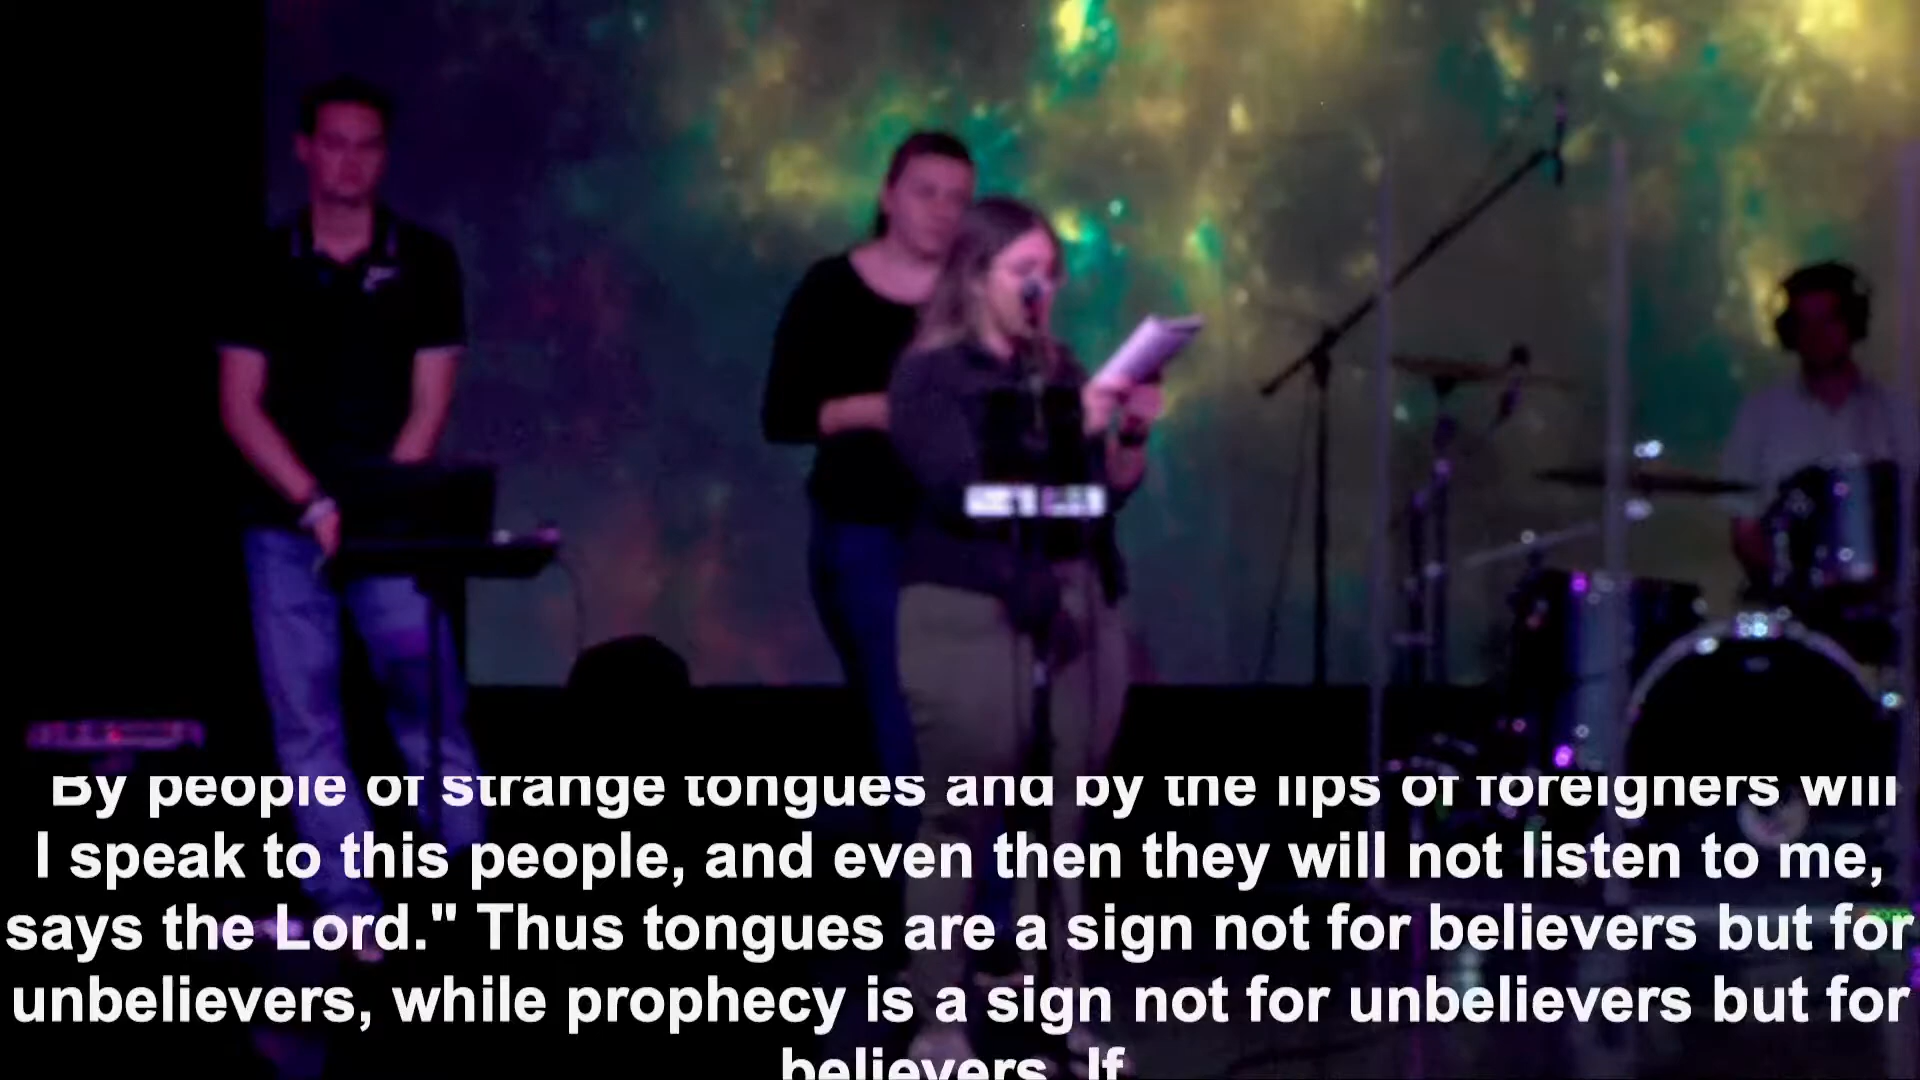 By people of strange tongues and by the lips of foreigners will
I speak to this people, and even then they will not listen to me,
says the Lord." Thus tongues are a sign not for believers but for
unbelievers, while prophecy is a sign not for unbelievers but for
believers. If